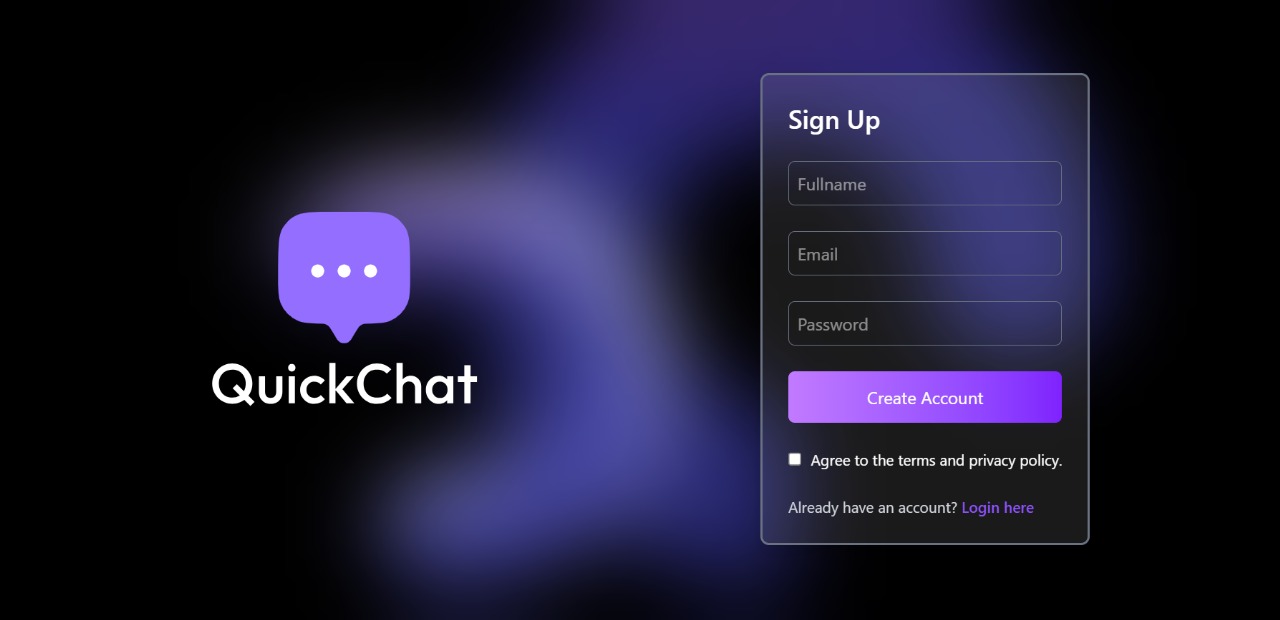 QuickChat
Sign Up
Fullname
Email
Password
Create Account
Agree to the terms and privacy policy.
Already have an account? Login here